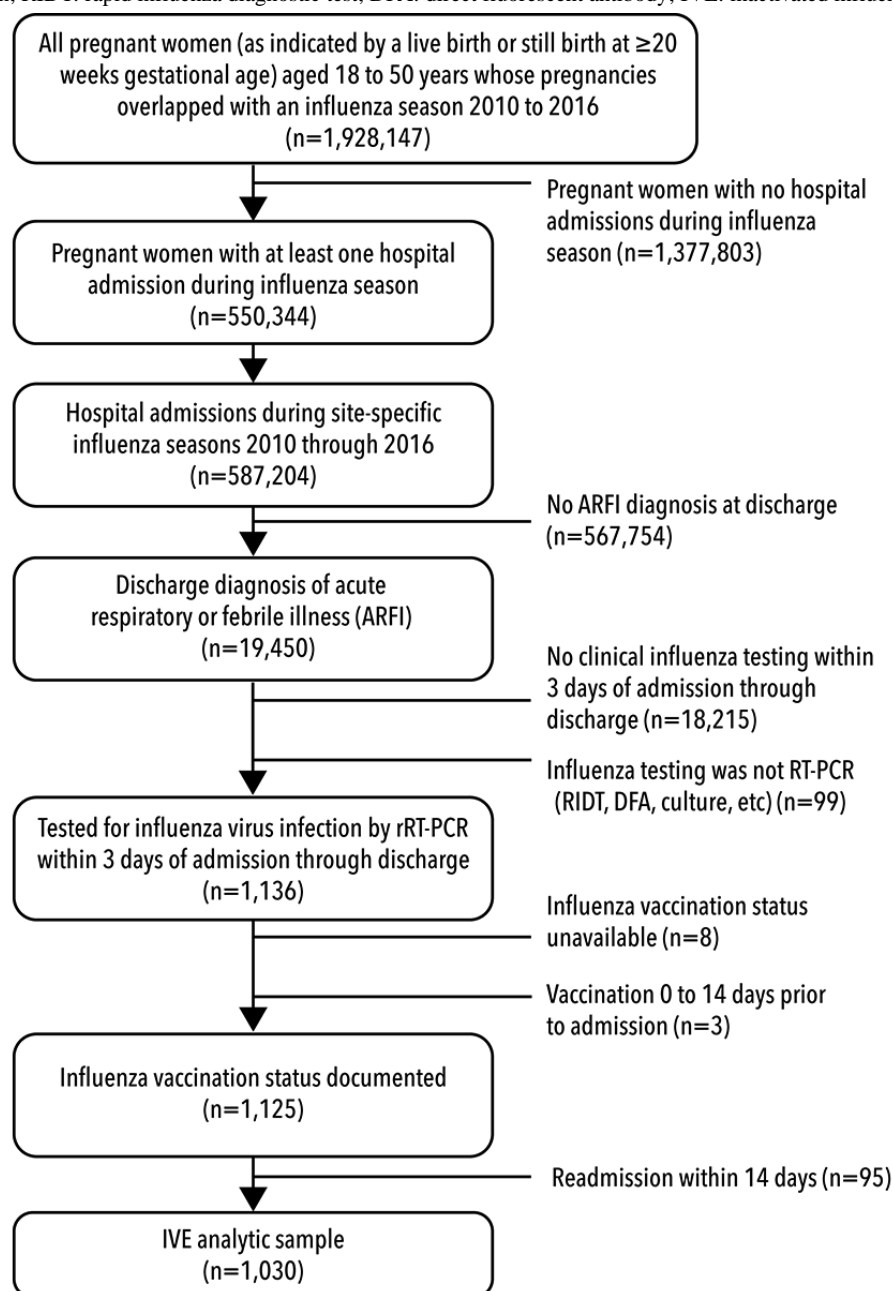 All pregnant women (as indicated by a live birth or still birth at ≥20
weeks gestational age) aged 18 to 50 years whose pregnancies
overlapped with an influenza season 2010 to 2016
(n=1,928,147)
Pregnant women with no hospital
admissions during influenza
season (n=1,377,803)
Pregnant women with at least one hospital
admission during influenza season
(n=550,344)
Hospital admissions during site-specific
influenza seasons 2010 through 2016
(n=587,204)
No ARFI diagnosis at discharge
(n=567,754)
Discharge diagnosis of acute
respiratory or febrile illness (ARFI)
(n=19,450)
No clinical influenza testing within
3 days of admission through
discharge (n=18,215)
Influenza testing was not RT-PCR
(RIDT, DFA, culture, etc) (n=99)
Tested for influenza virus infection by rRT-PCR
within 3 days of admission through discharge
(n=1,136)
Influenza vaccination status
unavailable (n=8)
Vaccination 0 to 14 days prior
to admission (n=3)
Influenza vaccination status documented
(n=1,125)
Readmission within 14 days (n=95)
IVE analytic sample
(n=1,030)